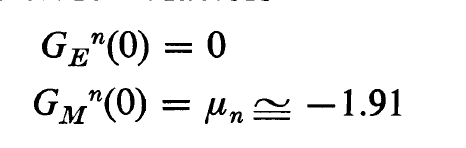 G_E^n(0) = 0
G_M^n(0) = μ_n ≅ −1.91